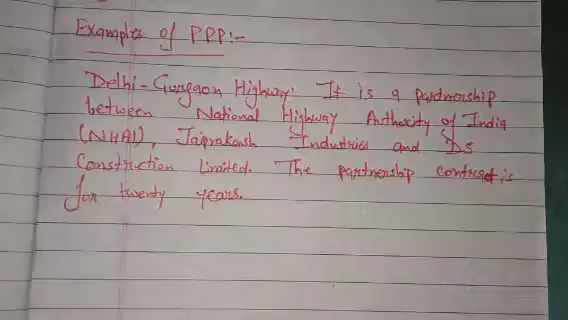 Examples of PPP:-
Delhi-Gurgaon Highway: It is a partnership
between National Highway Authority of India
(NHAI), Jaiprakash Industries and DS
Construction Limited. The partnership contract is
for twenty years.